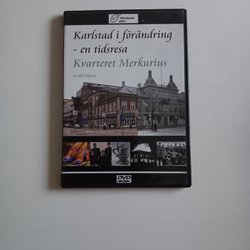 Karlstad i förändring
- en tidsresa
Kvarteret Merkurius
DVD